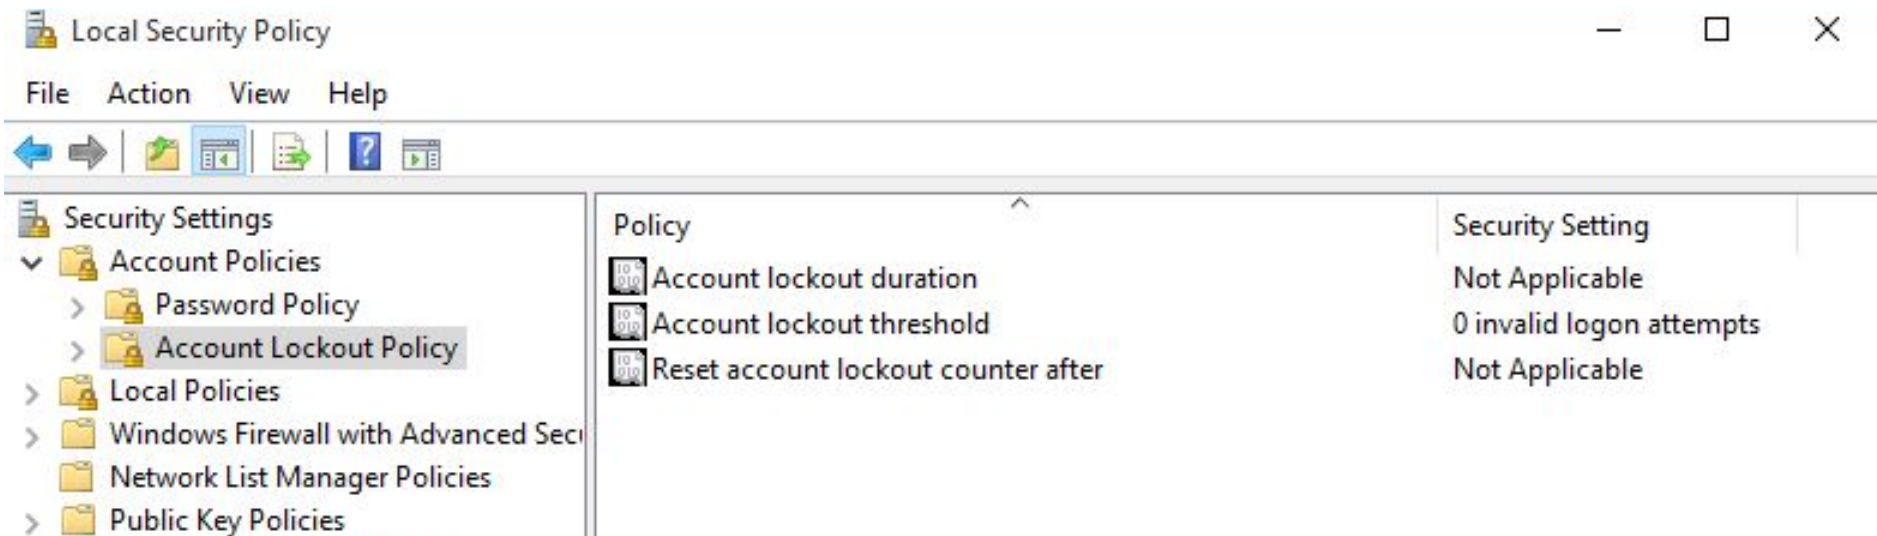 Local Security Policy
File Action View Help
Security Settings
Account Policies
Password Policy
Account Lockout Policy
Local Policies
Windows Firewall with Advanced Secu
Network List Manager Policies
Public Key Policies
Policy Security Setting
Account lockout duration Not Applicable
Account lockout threshold 0 invalid logon attempts
Reset account lockout counter after Not Applicable